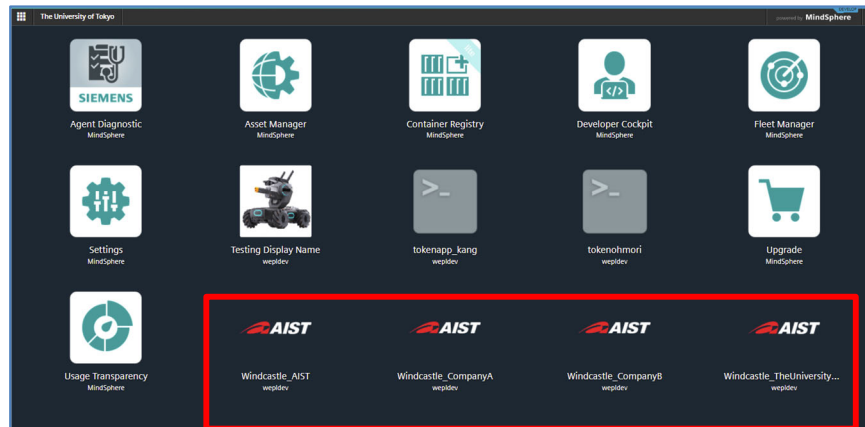 The University of Tokyo
powered by MindSphere
SIEMENS
Agent Diagnostic
MindSphere
Asset Manager
MindSphere
Container Registry
MindSphere
Developer Cockpit
MindSphere
Fleet Manager
MindSphere
Settings
MindSphere
Testing Display Name
wepldev
>_
tokenapp_kang
wepldev
>_
tokenohmori
wepldev
Upgrade
MindSphere
Usage Transparency
MindSphere
AIST
Windcastle_AIST
wepldev
AIST
Windcastle_CompanyA
wepldev
AIST
Windcastle_CompanyB
wepldev
AIST
Windcastle_TheUniversity...
wepldev